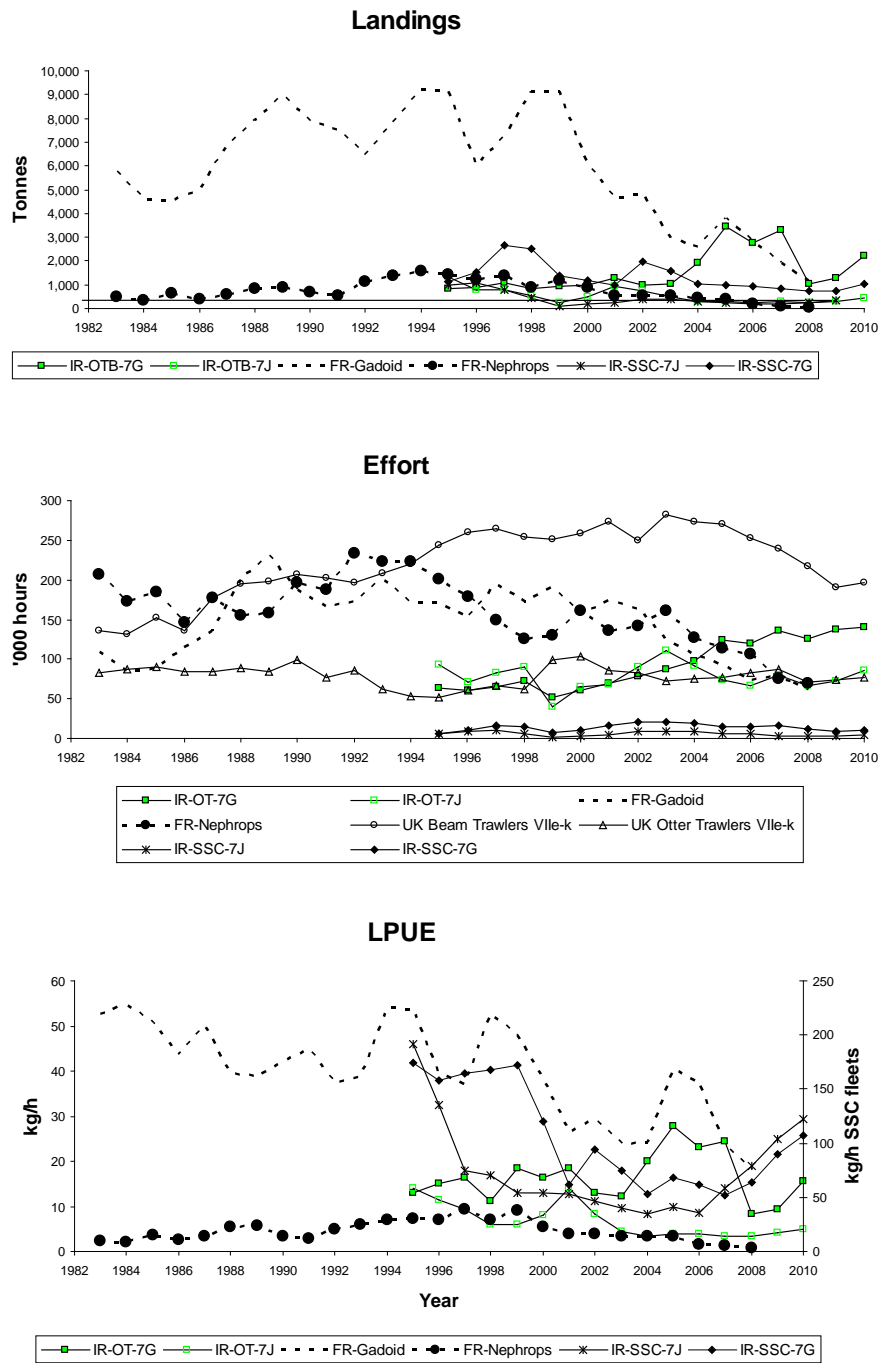 Landings
10,000
9,000
8,000
7,000
6,000
5,000
4,000
3,000
2,000
1,000
0
Tonnes
1982 1984 1986 1988 1990 1992 1994 1996 1998 2000 2002 2004 2006 2008 2010
IR-OTB-7G IR-OTB-7J FR-Gadoid FR-Nephrops IR-SSC-7J IR-SSC-7G
Effort
300
250
200
150
100
50
0
'000 hours
1982 1984 1986 1988 1990 1992 1994 1996 1998 2000 2002 2004 2006 2008 2010
IR-OT-7G IR-OT-7J FR-Gadoid
FR-Nephrops UK Beam Trawlers VIIe-k UK Otter Trawlers VIIe-k
IR-SSC-7J IR-SSC-7G
LPUE
60 250
50 200
40 150
30
20 100
10 50
0 0
kg/h
kg/h SSC fleets
1982 1984 1986 1988 1990 1992 1994 1996 1998 2000 2002 2004 2006 2008 2010
Year
IR-OT-7G IR-OT-7J FR-Gadoid FR-Nephrops IR-SSC-7J IR-SSC-7G